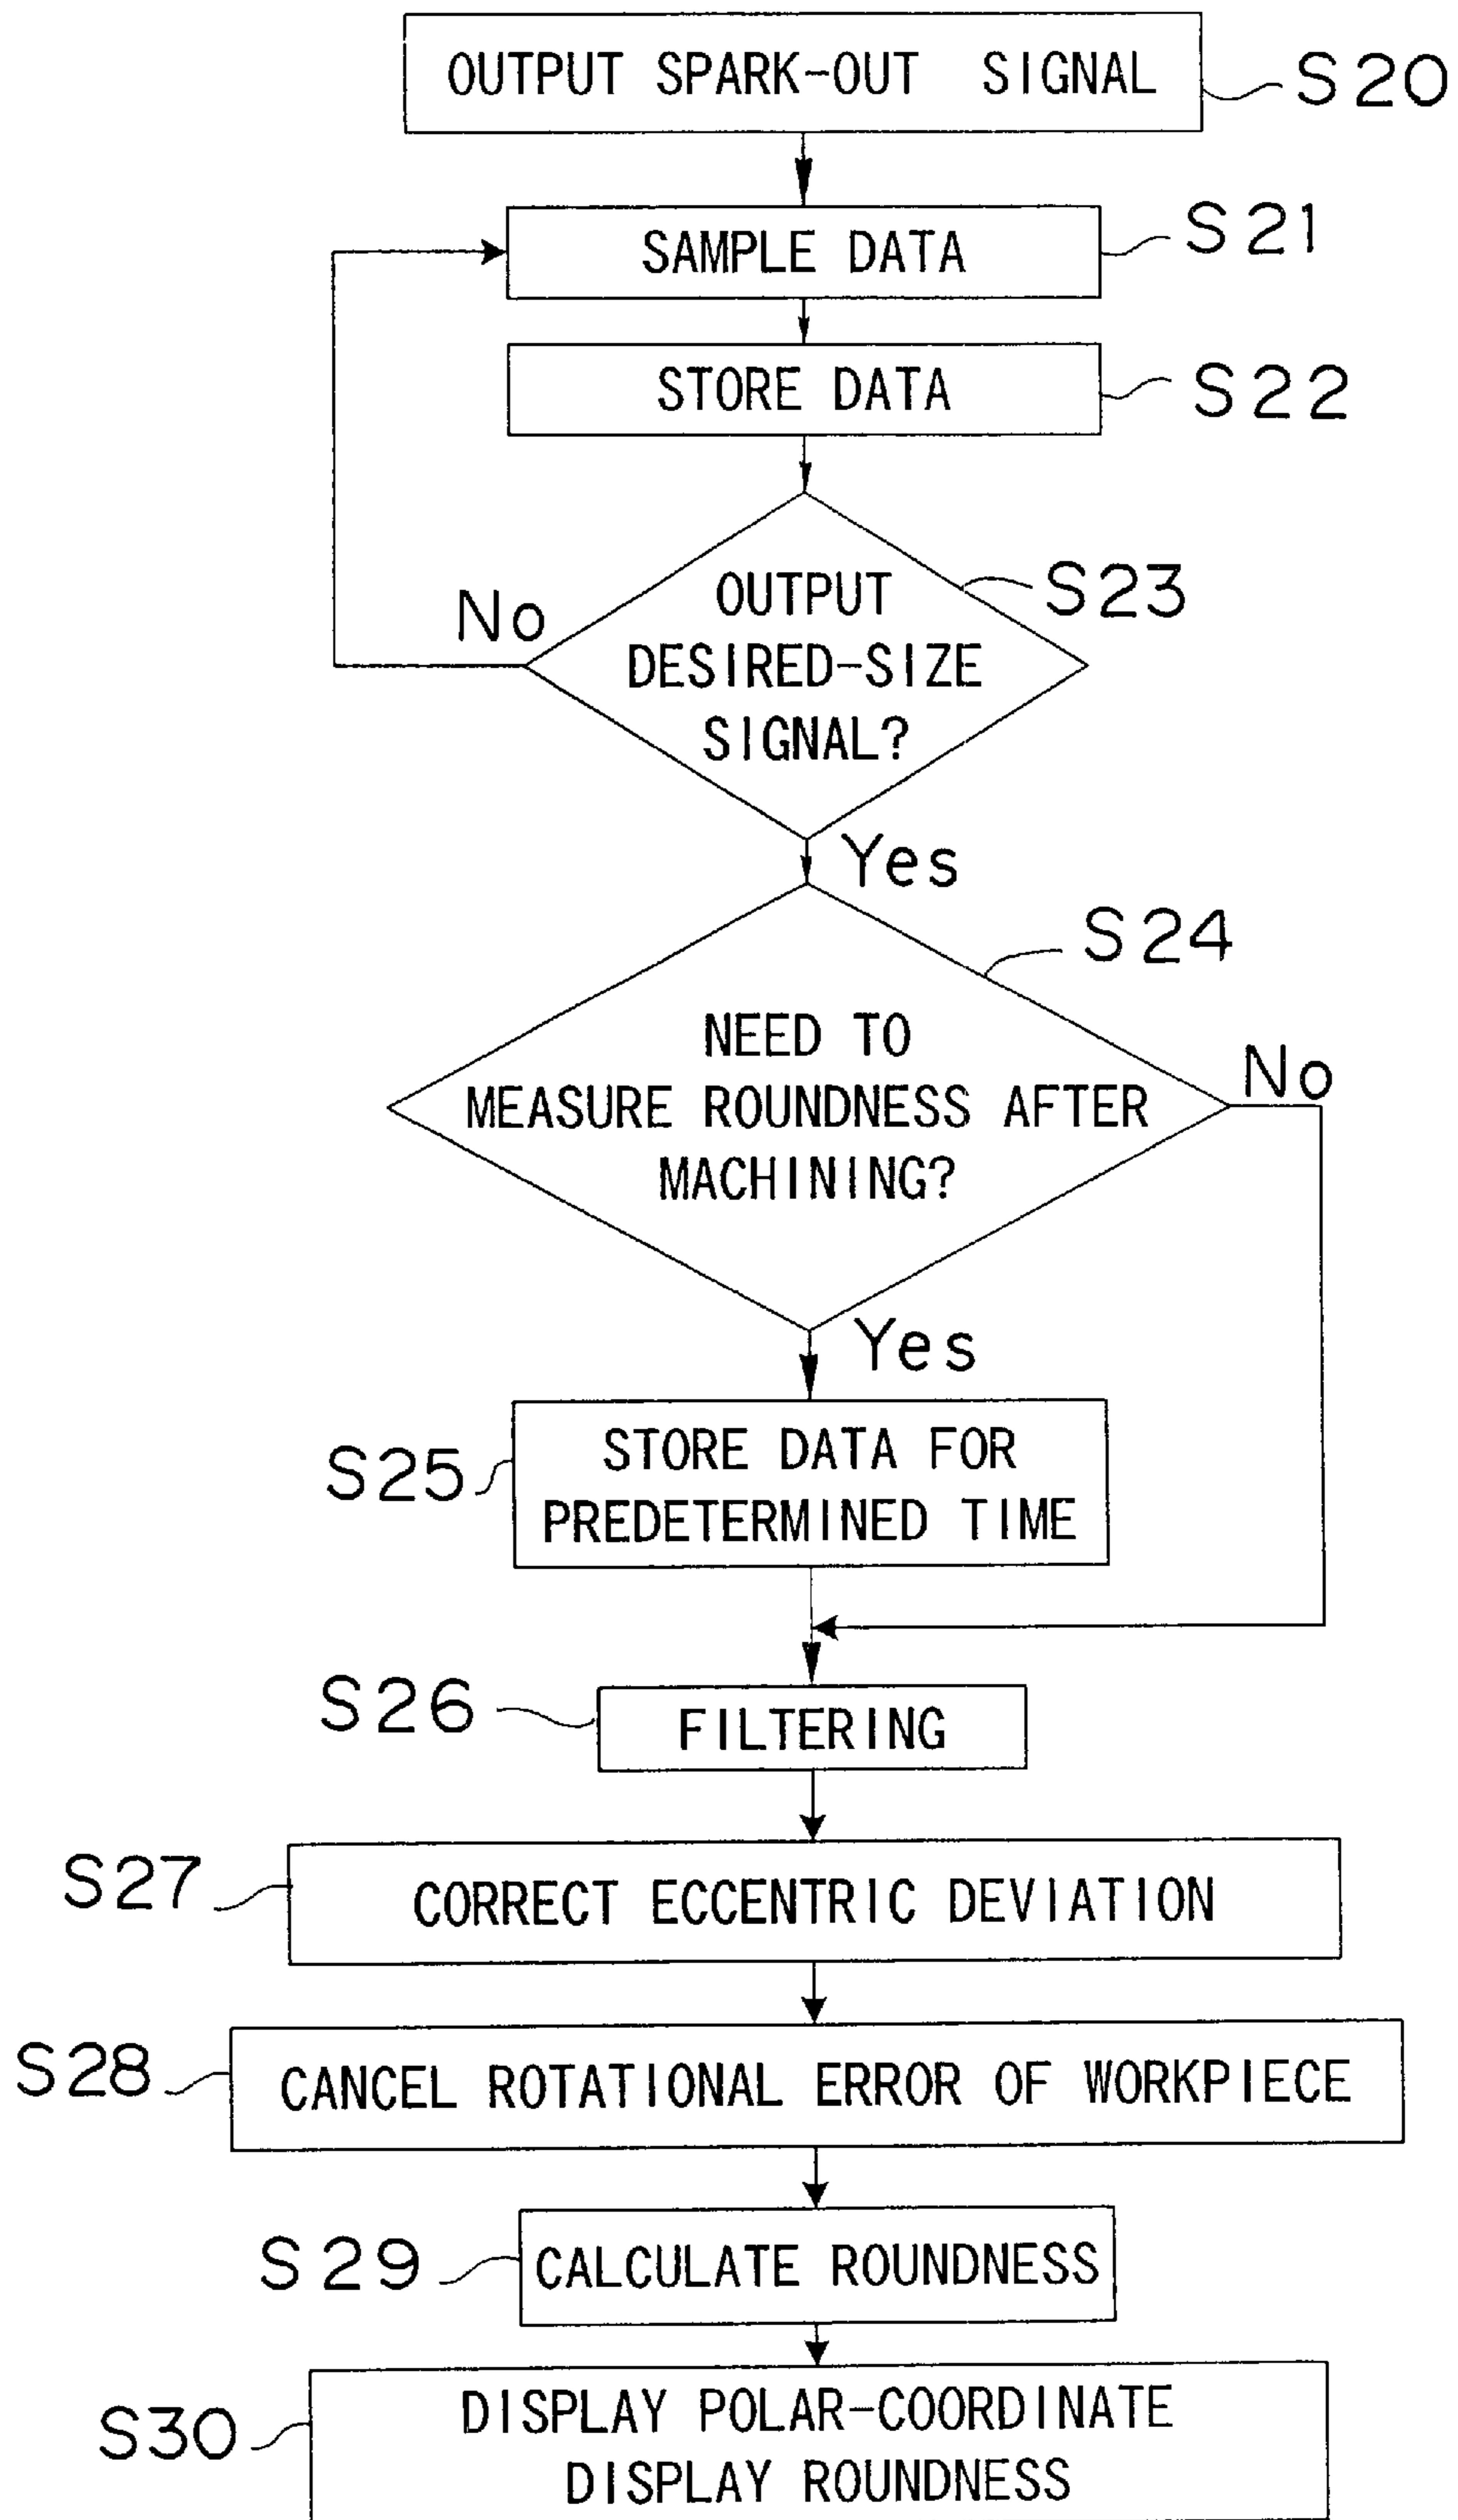 OUTPUT SPARK-OUT SIGNAL
S20
SAMPLE DATA
S21
STORE DATA
S22
OUTPUT
DESIRED-SIZE
SIGNAL?
S23
No
Yes
S24
NEED TO
MEASURE ROUNDNESS AFTER
MACHINING?
No
Yes
S25
STORE DATA FOR
PREDETERMINED TIME
S26
FILTERING
S27
CORRECT ECCENTRIC DEVIATION
S28
CANCEL ROTATIONAL ERROR OF WORKPIECE
S29
CALCULATE ROUNDNESS
S30
DISPLAY POLAR-COORDINATE
DISPLAY ROUNDNESS